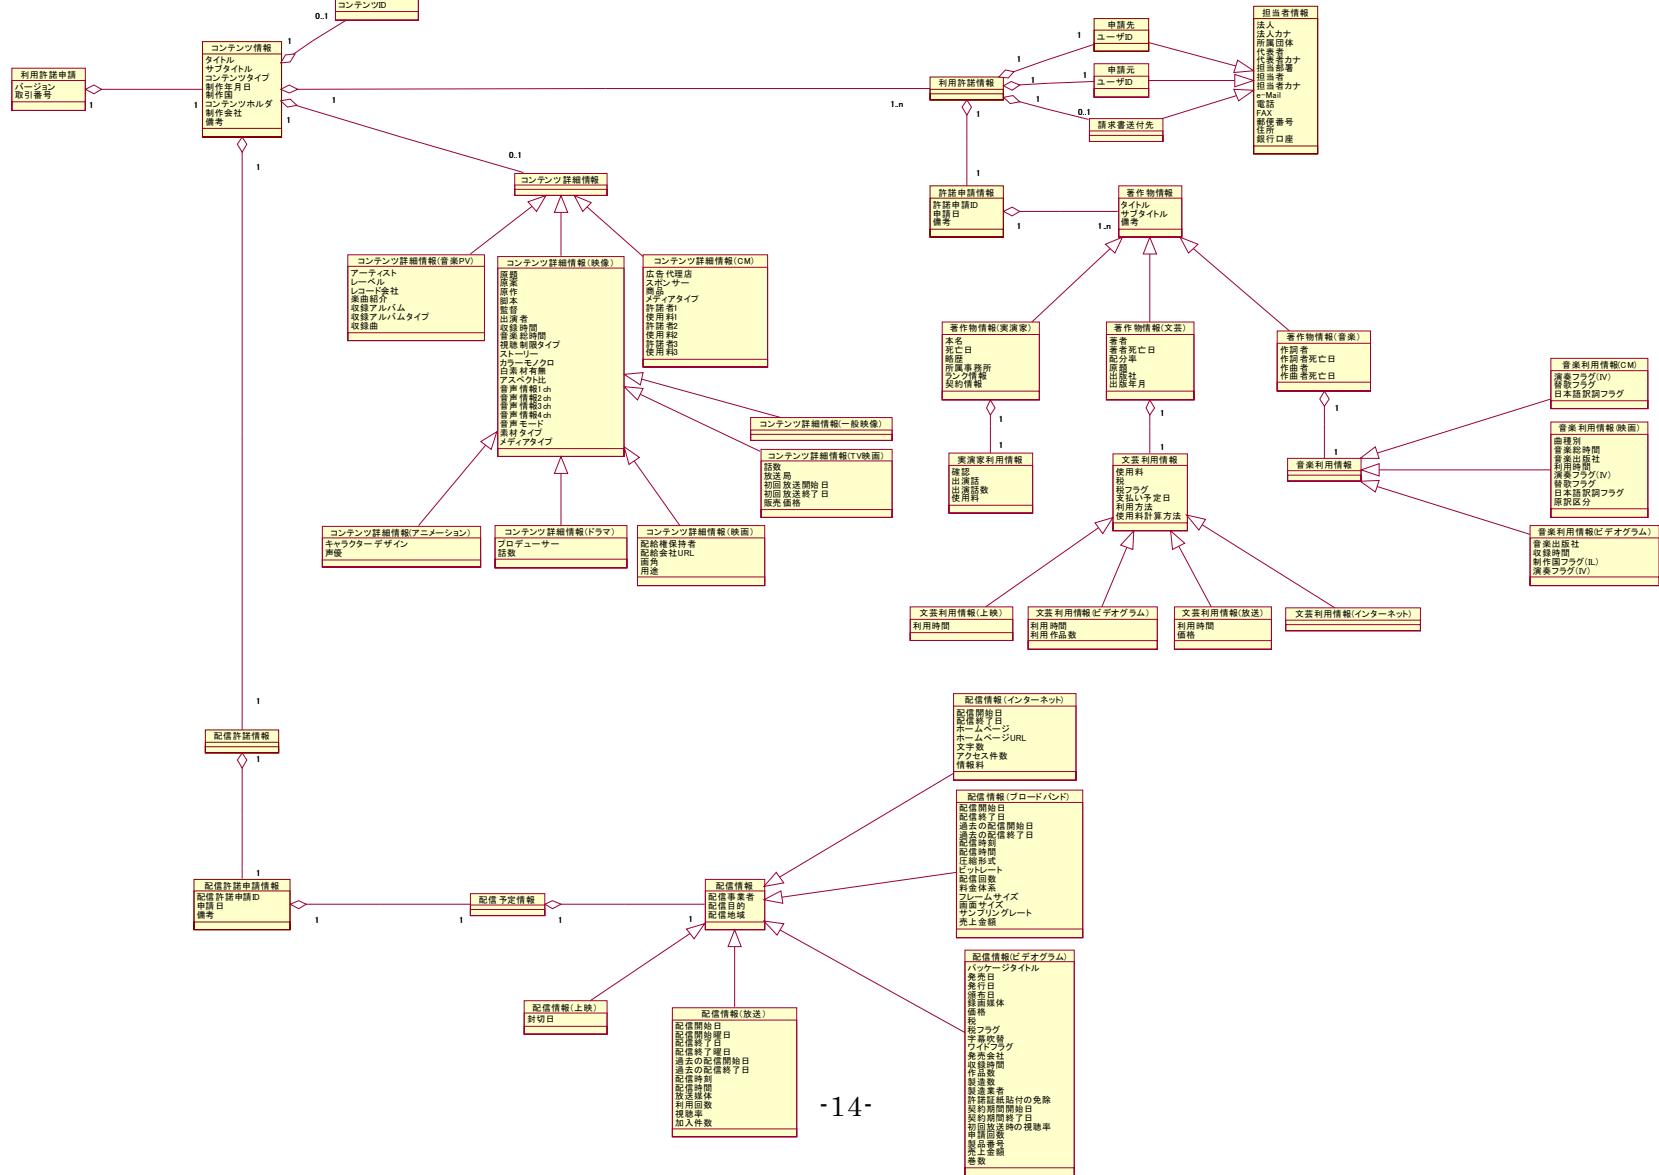 コンテンツID
0..1
1
コンテンツ情報
タイトル
サブタイトル
コンテンツタイプ
制作年月日
制作国
コンテンツホルダ
制作会社
備考
利用許諾申請
バージョン
取引番号
1
1
1
1
1..n
利用許諾情報
1
1
申請先
ユーザID
1
1
申請元
ユーザID
1
0..1
請求書送付先
担当者情報
法人
法人カナ
所属団体
代表者
代表者カナ
担当部署
担当者
担当者カナ
e-Mail
電話
FAX
郵便番号
住所
銀行口座
1
1
0..1
コンテンツ詳細情報
1
1
許諾申請情報
許諾申請ID
申請日
備考
1
1..n
著作物情報
タイトル
サブタイトル
備考
コンテンツ詳細情報(音楽PV)
アーティスト
レーベル
レコード会社
楽曲紹介
収録アルバム
収録アルバムタイプ
収録曲
コンテンツ詳細情報(映像)
原題
原案
原作
脚本
監督
出演者
収録時間
音楽総時間
視聴制限タイプ
ストーリー
カラーモノクロ
白素材有無
アスペクト比
音声情報1ch
音声情報2ch
音声情報3ch
音声情報4ch
音声モード
素材タイプ
メディアタイプ
コンテンツ詳細情報(CM)
広告代理店
スポンサー
商品
メディアタイプ
許諾者1
使用料1
許諾者2
使用料2
許諾者3
使用料3
著作物情報(実演家)
本名
死亡日
略歴
所属事務所
ランク情報
契約情報
著作物情報(文芸)
著者
著者死亡日
配分率
原題
出版社
出版年月
著作物情報(音楽)
作詞者
作詞者死亡日
作曲者
作曲者死亡日
音楽利用情報(CM)
演奏フラグ(IV)
替歌フラグ
日本語訳詞フラグ
コンテンツ詳細情報(一般映像)
コンテンツ詳細情報(TV映画)
話数
放送局
初回放送開始日
初回放送終了日
販売価格
1
1
実演家利用情報
確認
出演話
出演話数
使用料
1
1
文芸利用情報
使用料
税
税フラグ
支払い予定日
利用方法
使用料計算方法
1
1
音楽利用情報
音楽利用情報(映画)
曲種別
音楽総時間
音楽出版社
利用時間
演奏フラグ(IV)
替歌フラグ
日本語訳詞フラグ
原訳区分
音楽利用情報(ビデオグラム)
音楽出版社
収録時間
制作国フラグ(IL)
演奏フラグ(IV)
コンテンツ詳細情報(アニメーション)
キャラクターデザイン
声優
コンテンツ詳細情報(ドラマ)
プロデューサー
話数
コンテンツ詳細情報(映画)
配給権保持者
配給会社URL
画角
用途
文芸利用情報(上映)
利用時間
文芸利用情報(ビデオグラム)
利用時間
利用作品数
文芸利用情報(放送)
利用時間
価格
文芸利用情報(インターネット)
1
配信許諾情報
1
1
配信許諾申請情報
配信許諾申請ID
申請日
備考
1
1
配信予定情報
1
1
配信情報
配信事業者
配信目的
配信地域
配信情報(インターネット)
配信開始日
配信終了日
ホームページ
ホームページURL
文字数
アクセス件数
情報料
配信情報(ブロードバンド)
配信開始日
配信終了日
過去の配信開始日
過去の配信終了日
配信時刻
配信時間
圧縮形式
ビットレート
配信回数
料金体系
フレームサイズ
画面サイズ
サンプリングレート
売上金額
配信情報(上映)
封切日
配信情報(放送)
配信開始日
配信開始曜日
配信終了日
配信終了曜日
過去の配信開始日
過去の配信終了日
配信時刻
配信時間
放送媒体
利用回数
視聴率
加入件数
配信情報(ビデオグラム)
パッケージタイトル
発売日
発行日
頒布日
録画媒体
価格
税
税フラグ
字幕吹替
ワイドフラグ
発売会社
収録時間
作品数
製造数
製造業者
許諾証紙貼付の免除
契約期間開始日
契約期間終了日
初回放送時の視聴率
申請回数
製品番号
売上金額
巻数
-14-